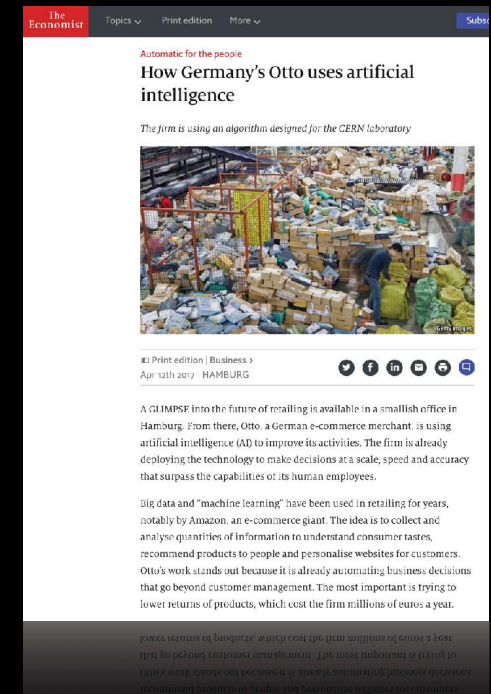 The
Economist
Topics
Print edition
More
Subsc
Automatic for the people
How Germany's Otto uses artificial
intelligence
The firm is using an algorithm designed for the CERN laboratory
Getty Images
Print edition | Business
Apr 12th 2017 | HAMBURG
A GLIMPSE into the future of retailing is available in a smallish office in
Hamburg. From there, Otto, a German e-commerce merchant, is using
artificial intelligence (AI) to improve its activities. The firm is already
deploying the technology to make decisions at a scale, speed and accuracy
that surpass the capabilities of its human employees.
Big data and "machine learning" have been used in retailing for years,
notably by Amazon, an e-commerce giant. The idea is to collect and
analyse quantities of information to understand consumer tastes,
recommend products to people and personalise websites for customers.
Otto's work stands out because it is already automating business decisions
that go beyond customer management. The most important is trying to
lower returns of products, which cost the firm millions of euros a year.